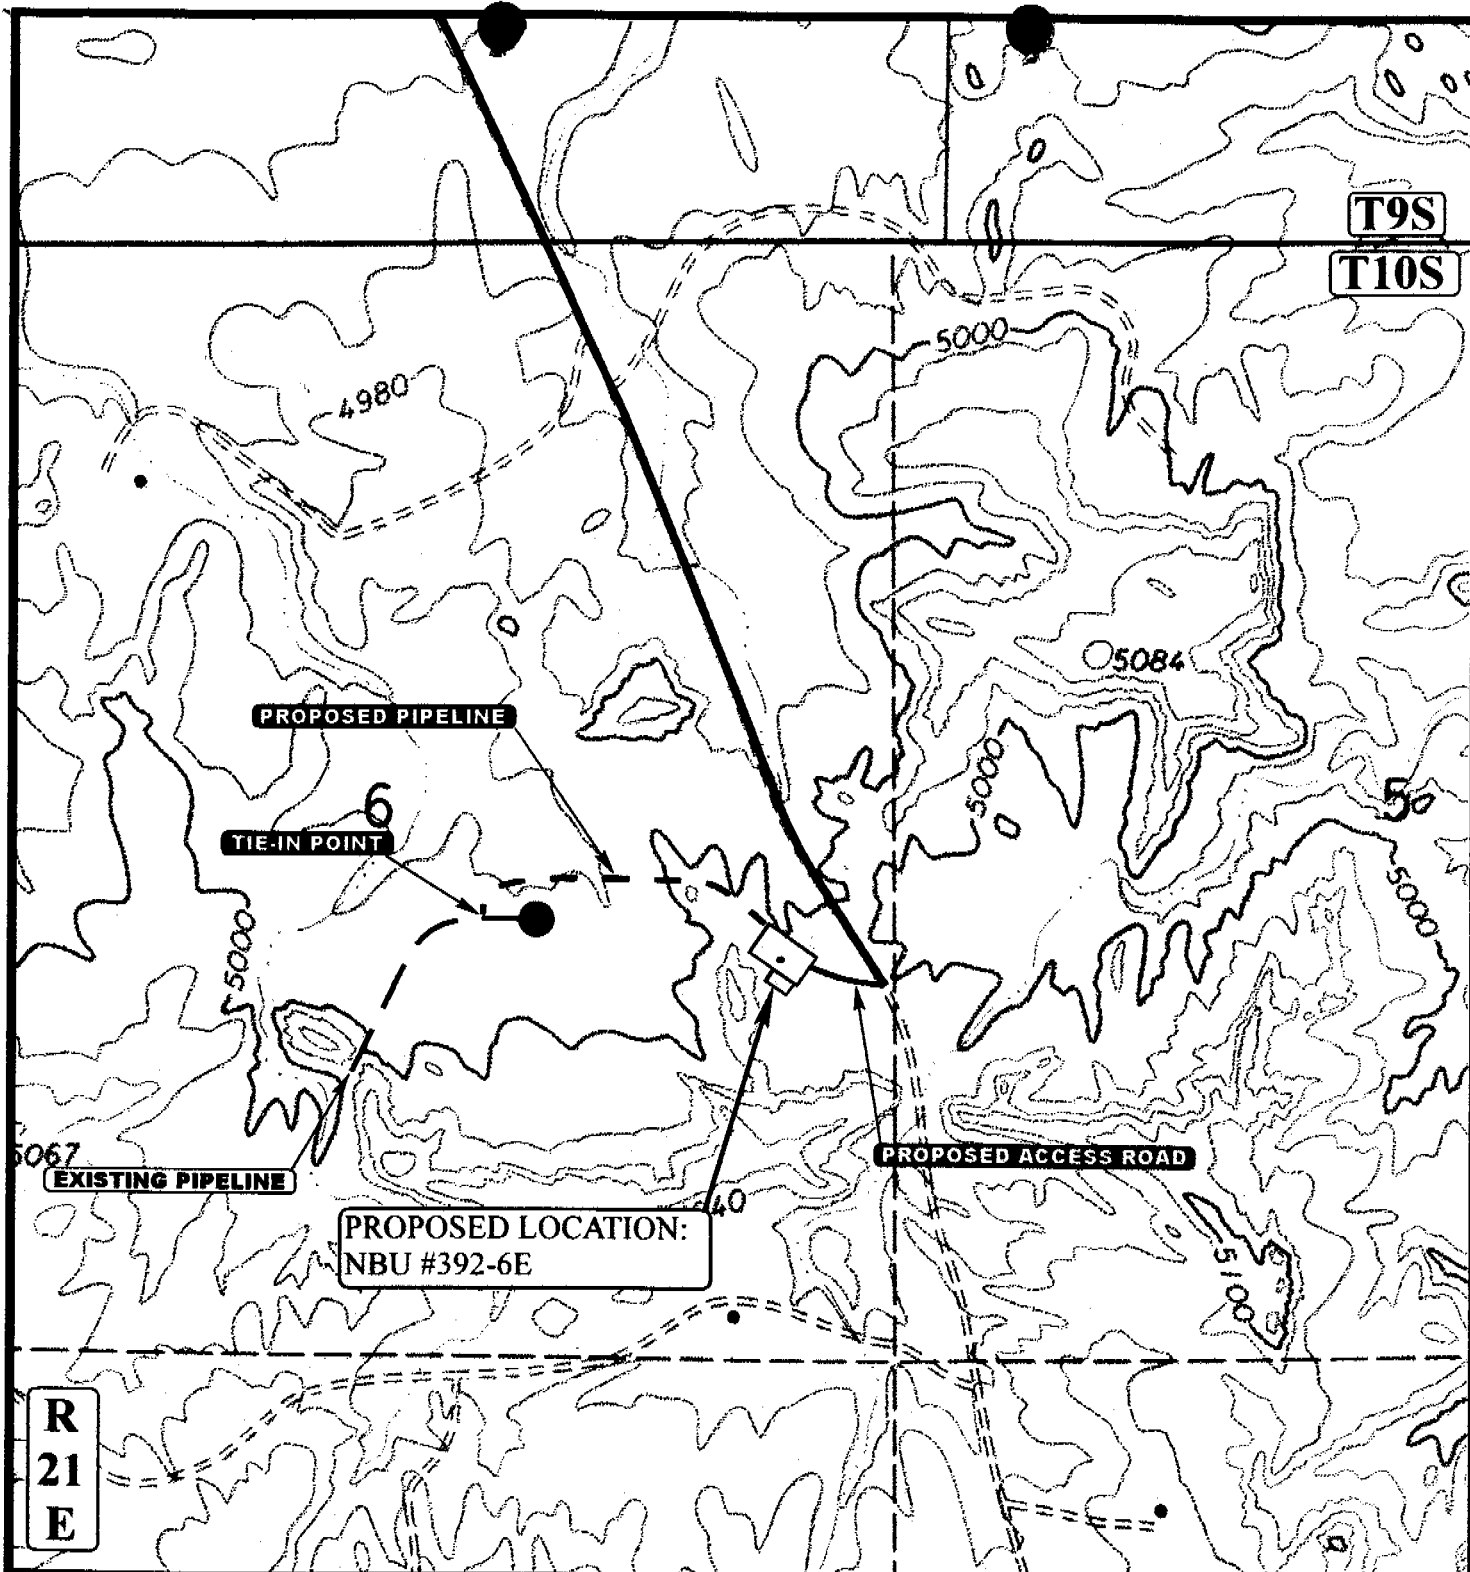 T9S
T10S
5000
4980
5084
PROPOSED PIPELINE
5000
6
5
TIE-IN POINT
5000
5000
PROPOSED ACCESS ROAD
5067
EXISTING PIPELINE
PROPOSED LOCATION:
NBU #392-6E
5100
R
21
E